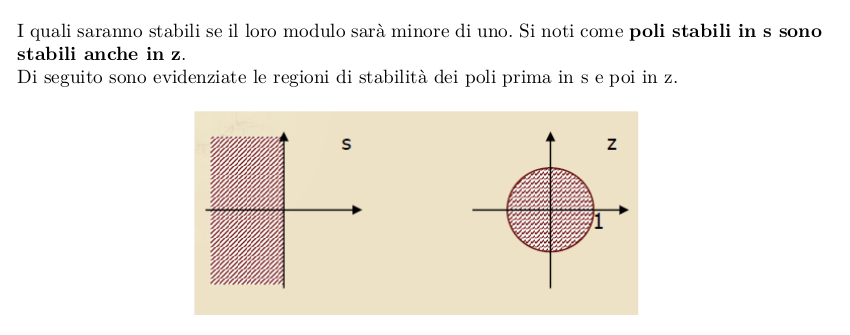 I quali saranno stabili se il loro modulo sarà minore di uno. Si noti come poli stabili in s sono
stabili anche in z.
Di seguito sono evidenziate le regioni di stabilità dei poli prima in s e poi in z.
s
z
1